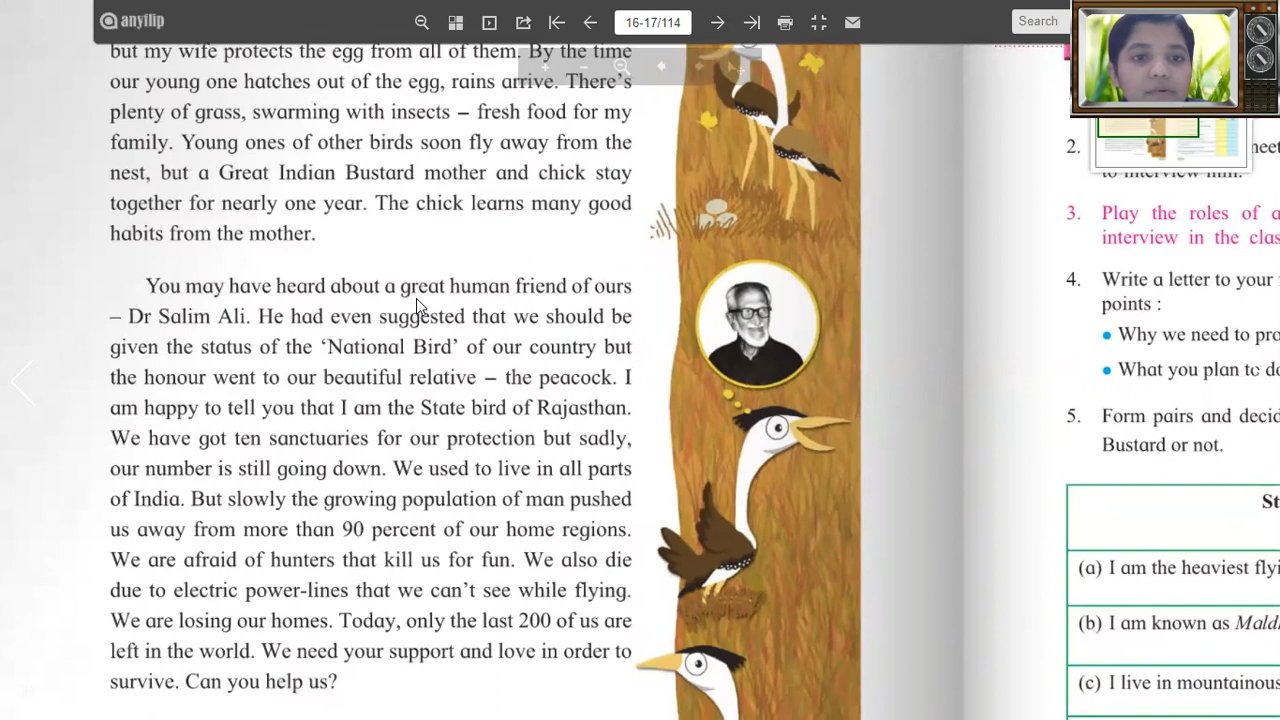 anyflip
16-17/114
Search
but my wife protects the egg from all of them. By the time
our young one hatches out of the egg, rains arrive. There's
plenty of grass, swarming with insects – fresh food for my
family. Young ones of other birds soon fly away from the
nest, but a Great Indian Bustard mother and chick stay
together for nearly one year. The chick learns many good
habits from the mother.
You may have heard about a great human friend of ours
– Dr Salim Ali. He had even suggested that we should be
given the status of the 'National Bird' of our country but
the honour went to our beautiful relative – the peacock. I
am happy to tell you that I am the State bird of Rajasthan.
We have got ten sanctuaries for our protection but sadly,
our number is still going down. We used to live in all parts
of India. But slowly the growing population of man pushed
us away from more than 90 percent of our home regions.
We are afraid of hunters that kill us for fun. We also die
due to electric power-lines that we can't see while flying.
We are losing our homes. Today, only the last 200 of us are
left in the world. We need your support and love in order to
survive. Can you help us?
2.
to interview him.
3. Play the roles of a
interview in the clas
4. Write a letter to your
points :
• Why we need to pro
• What you plan to do
5. Form pairs and decid
Bustard or not.
St
(a) I am the heaviest flyi
(b) I am known as Maldh
(c) I live in mountainous